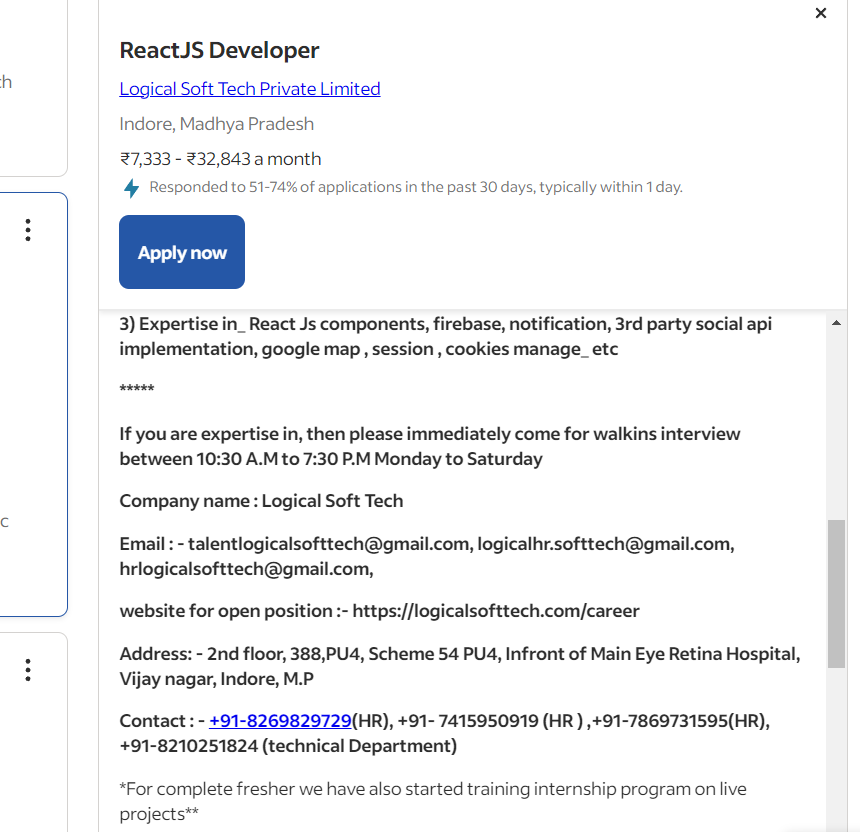 ReactJS Developer
Logical Soft Tech Private Limited
Indore, Madhya Pradesh
₹7,333 - ₹32,843 a month
Responded to 51-74% of applications in the past 30 days, typically within 1 day.
Apply now
3) Expertise in_ React Js components, firebase, notification, 3rd party social api
implementation, google map , session , cookies manage_ etc
*****
If you are expertise in, then please immediately come for walkins interview
between 10:30 A.M to 7:30 P.M Monday to Saturday
Company name : Logical Soft Tech
Email : - talentlogicalsofttech@gmail.com, logicalhr.softtech@gmail.com,
hrlogicalsofttech@gmail.com,
website for open position :- https://logicalsofttech.com/career
Address: - 2nd floor, 388,PU4, Scheme 54 PU4, Infront of Main Eye Retina Hospital,
Vijay nagar, Indore, M.P
Contact : - +91-8269829729(HR), +91- 7415950919 (HR ) ,+91-7869731595(HR),
+91-8210251824 (technical Department)
*For complete fresher we have also started training internship program on live
projects**